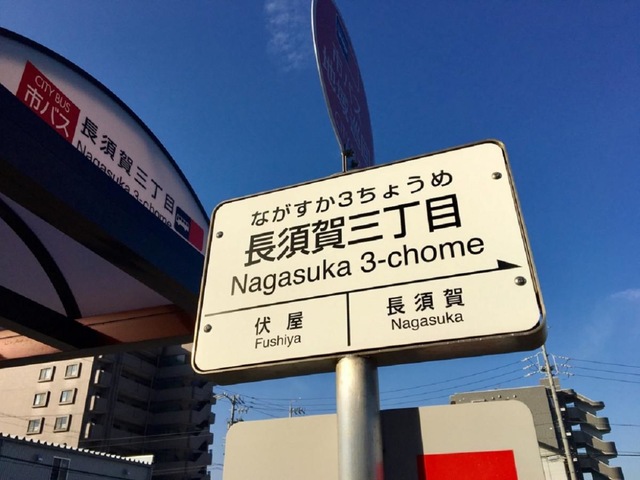 CITY BUS
市バス
長須賀三丁目
Nagasuka 3-chome
ながすか3ちょうめ
長須賀三丁目
Nagasuka 3-chome
伏屋
Fushiya
長須賀
Nagasuka